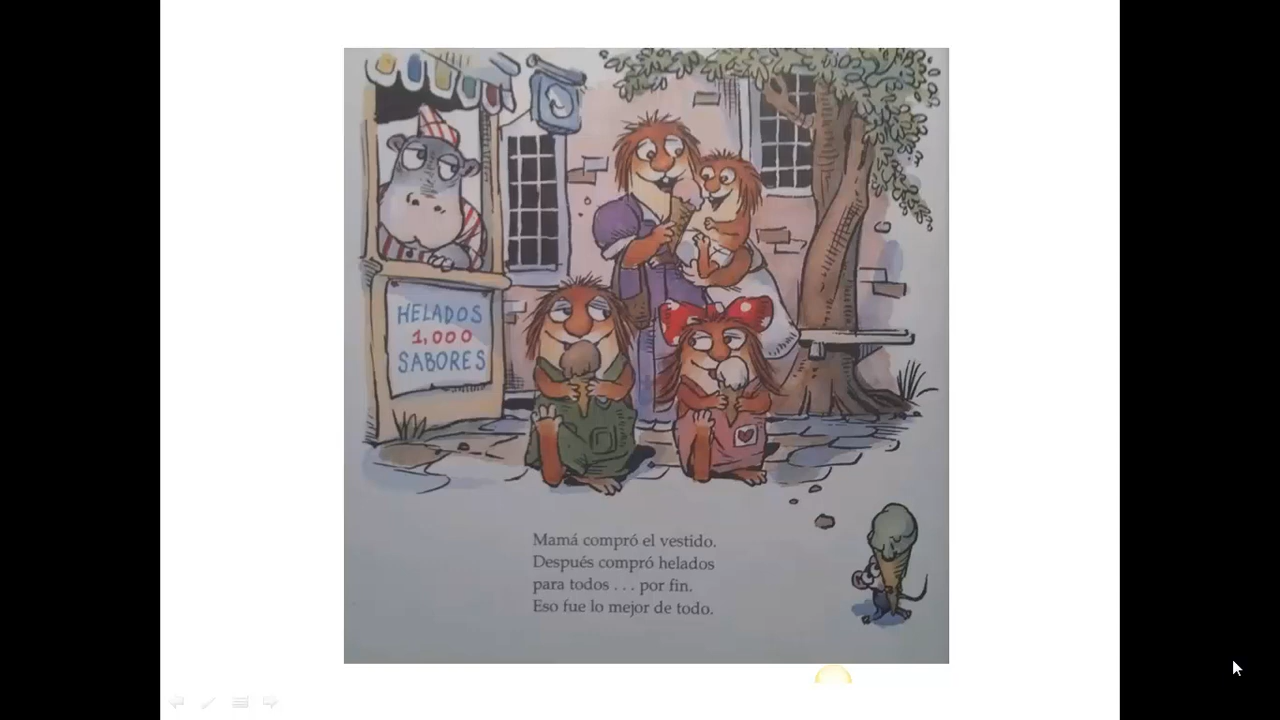 HELADOS
1,000
SABORES
Mamá compró el vestido.
Después compró helados
para todos . . . por fin.
Eso fue lo mejor de todo.